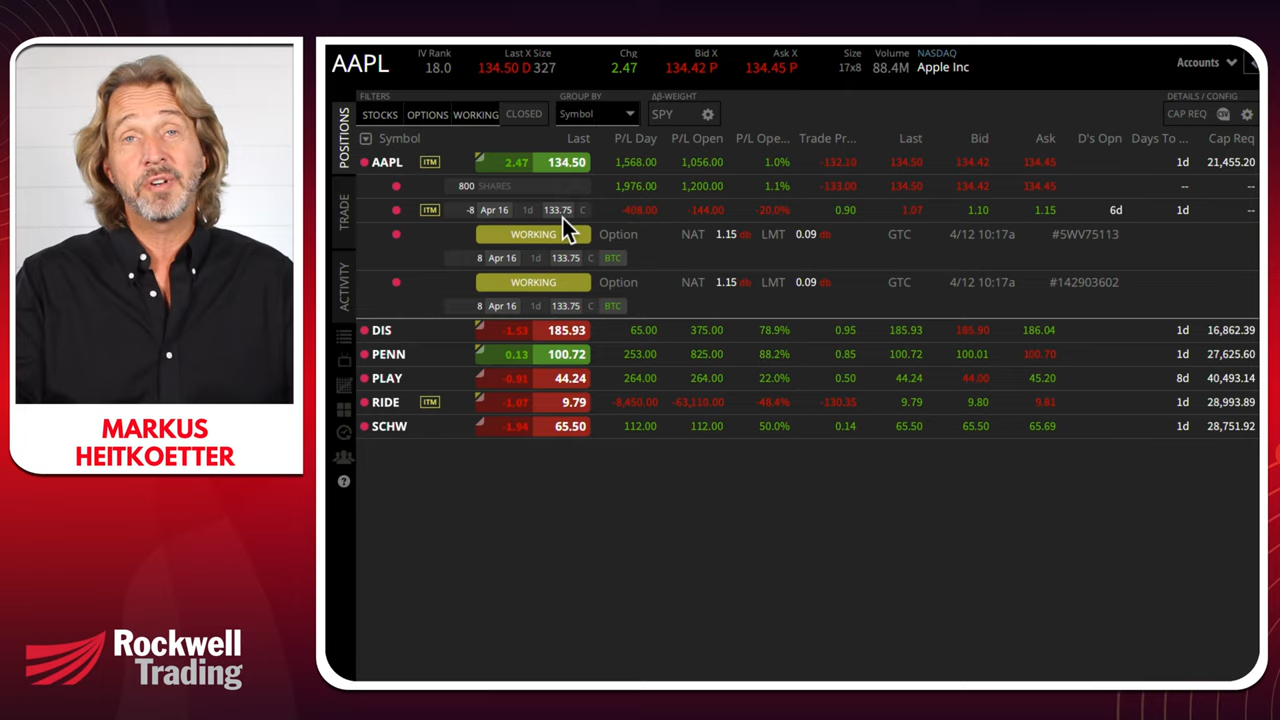 AAPL
IV Rank
18.0
Last X Size
134.50 D 327
Chg
2.47
Bid X
134.42 P
Ask X
134.45 P
Size
17x8
Volume
88.4M
NASDAQ
Apple Inc
Accounts
FILTERS
GROUP BY
Δβ-WEIGHT
DETAILS / CONFIG
STOCKS OPTIONS WORKING CLOSED Symbol SPY CAP REQ
POSITIONS
TRADE
ACTIVITY
Symbol Last P/L Day P/L Open P/L Ope... Trade Pr... Last Bid Ask D's Opn Days To ... Cap Req
AAPL ITM 2.47 134.50 1,568.00 1,056.00 1.0% -132.10 134.50 134.42 134.45 1d 21,455.20
800 SHARES 1,976.00 1,200.00 1.1% -133.00 134.50 134.42 134.45 -- --
ITM -8 Apr 16 1d 133.75 C -408.00 -144.00 -20.0% 0.90 1.07 1.10 1.15 6d 1d --
WORKING Option NAT 1.15 db LMT 0.09 db GTC 4/12 10:17a #5WV75113
8 Apr 16 1d 133.75 C BTC
WORKING Option NAT 1.15 db LMT 0.09 db GTC 4/12 10:17a #142903602
8 Apr 16 1d 133.75 C BTC
DIS -1.53 185.93 65.00 375.00 78.9% 0.95 185.93 185.90 186.04 1d 16,862.39
PENN 0.13 100.72 253.00 825.00 88.2% 0.85 100.72 100.01 100.70 1d 27,625.60
PLAY -0.91 44.24 264.00 264.00 22.0% 0.50 44.24 44.00 45.20 8d 40,493.14
RIDE ITM -1.07 9.79 -8,450.00 -63,110.00 -48.4% -130.35 9.79 9.80 9.81 1d 28,993.89
SCHW -1.94 65.50 112.00 112.00 50.0% 0.14 65.50 65.50 65.69 1d 28,751.92
?
MARKUS
HEITKOETTER
Rockwell
Trading